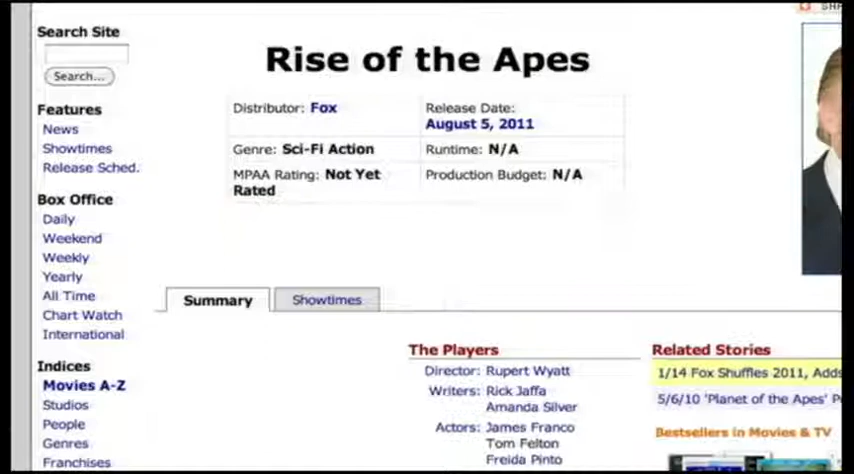 SHR
Search Site
Search...
Features
News
Showtimes
Release Sched.
Box Office
Daily
Weekend
Weekly
Yearly
All Time
Chart Watch
International
Indices
Movies A-Z
Studios
People
Genres
Franchises
Rise of the Apes
Distributor: Fox
Release Date:
August 5, 2011
Genre: Sci-Fi Action
Runtime: N/A
MPAA Rating: Not Yet
Rated
Production Budget: N/A
Summary
Showtimes
The Players
Director: Rupert Wyatt
Writers: Rick Jaffa
Amanda Silver
Actors: James Franco
Tom Felton
Freida Pinto
Related Stories
1/14 Fox Shuffles 2011, Adds
5/6/10 'Planet of the Apes'
Bestsellers in Movies & TV